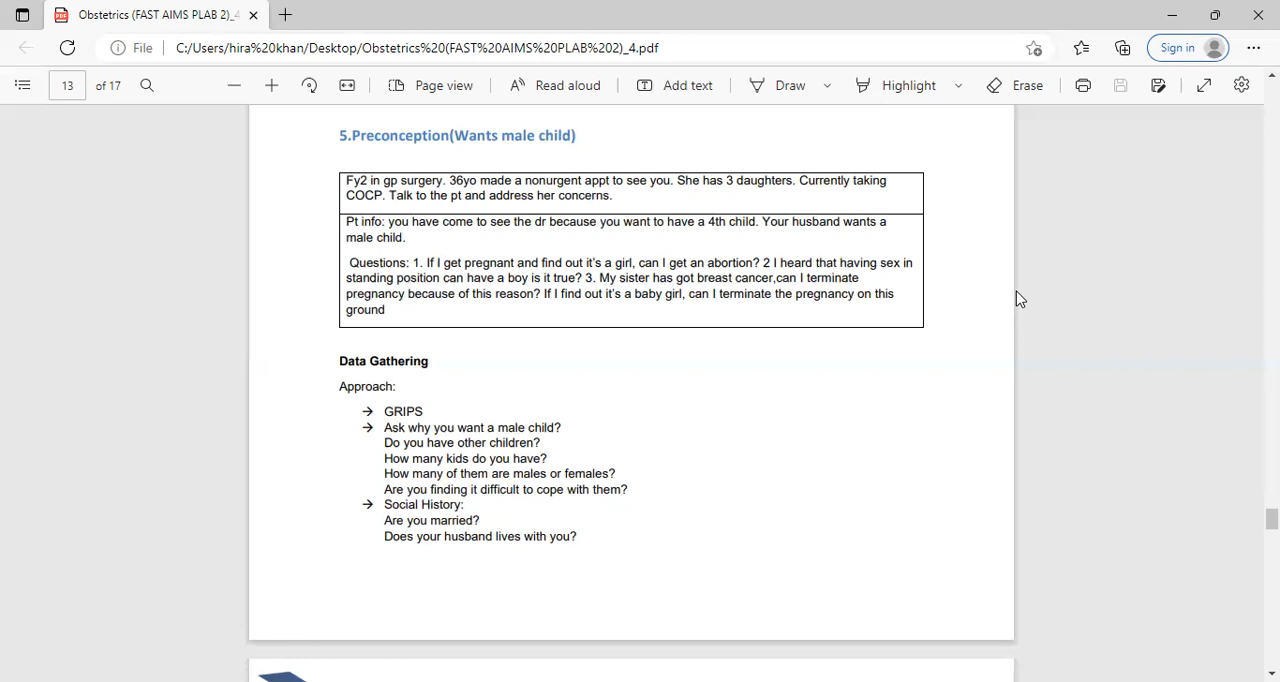 Obstetrics (FAST AIMS PLAB 2)_4
File C:/Users/hira%20khan/Desktop/Obstetrics%20(FAST%20AIMS%20PLAB%202)_4.pdf Sign in
13 of 17 Page view Read aloud Add text Draw Highlight Erase
5.Preconception(Wants male child)
Fy2 in gp surgery. 36yo made a nonurgent appt to see you. She has 3 daughters. Currently taking
COCP. Talk to the pt and address her concerns.
Pt info: you have come to see the dr because you want to have a 4th child. Your husband wants a
male child.
Questions: 1. If I get pregnant and find out it's a girl, can I get an abortion? 2 I heard that having sex in
standing position can have a boy is it true? 3. My sister has got breast cancer,can I terminate
pregnancy because of this reason? If I find out it's a baby girl, can I terminate the pregnancy on this
ground
Data Gathering
Approach:
→ GRIPS
→ Ask why you want a male child?
Do you have other children?
How many kids do you have?
How many of them are males or females?
Are you finding it difficult to cope with them?
→ Social History:
Are you married?
Does your husband lives with you?